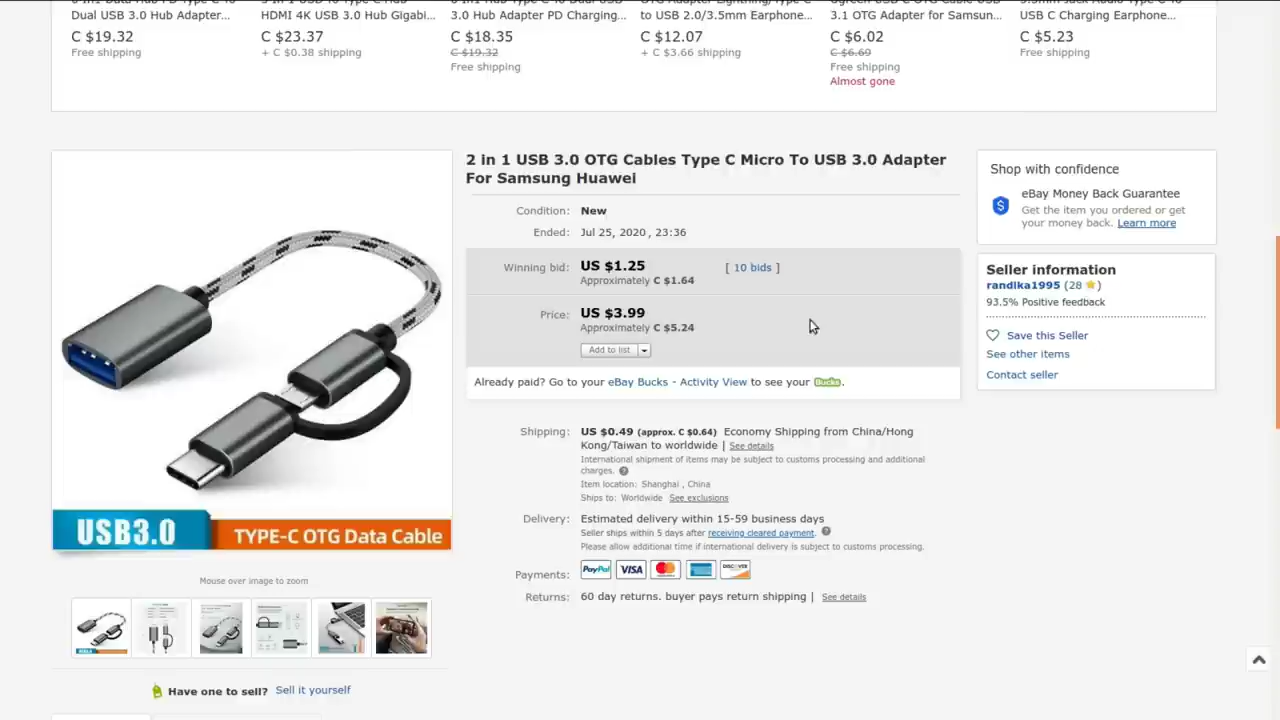 Dual USB 3.0 Hub Adapter...
HDMI 4K USB 3.0 Hub Gigabi...
3.0 Hub Adapter PD Charging...
to USB 2.0/3.5mm Earphone...
3.1 OTG Adapter for Samsun...
USB C Charging Earphone...
C $19.32
C $23.37
C $18.35
C $12.07
C $6.02
C $5.23
Free shipping
+ C $0.38 shipping
C $19.32
+ C $3.66 shipping
C $6.69
Free shipping
Free shipping
Free shipping
Almost gone
2 in 1 USB 3.0 OTG Cables Type C Micro To USB 3.0 Adapter
For Samsung Huawei
Condition: New
Ended: Jul 25, 2020 , 23:36
Winning bid: US $1.25 [ 10 bids ]
Approximately C $1.64
Price: US $3.99
Approximately C $5.24
Add to list
Already paid? Go to your eBay Bucks - Activity View to see your Bucks.
Shipping: US $0.49 (approx. C $0.64) Economy Shipping from China/Hong
Kong/Taiwan to worldwide | See details
International shipment of items may be subject to customs processing and additional
charges.
Item location: Shanghai , China
Ships to: Worldwide See exclusions
Delivery: Estimated delivery within 15-59 business days
Seller ships within 5 days after receiving cleared payment.
Please allow additional time if international delivery is subject to customs processing.
Payments: PayPal VISA
Returns: 60 day returns. buyer pays return shipping | See details
Shop with confidence
eBay Money Back Guarantee
Get the item you ordered or get
your money back. Learn more
Seller information
randika1995 (28)
93.5% Positive feedback
Save this Seller
See other items
Contact seller
USB3.0 TYPE-C OTG Data Cable
Mouse over image to zoom
Have one to sell? Sell it yourself